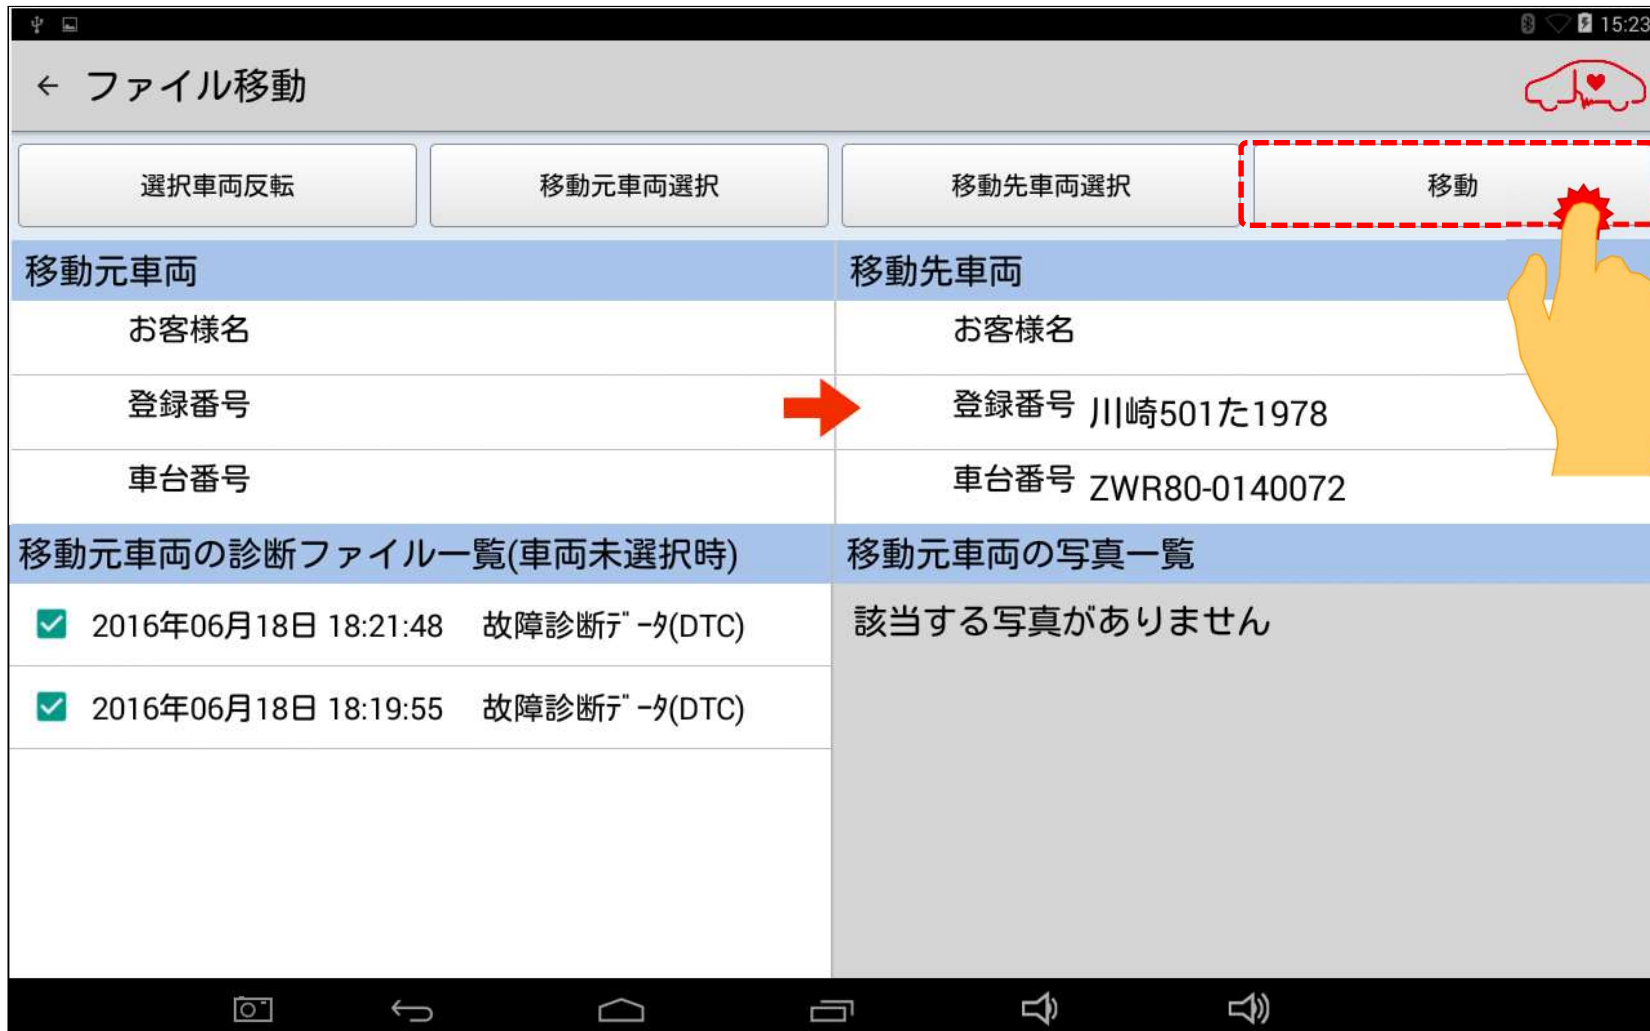 15:23
ファイル移動
選択車両反転 移動元車両選択 移動先車両選択 移動
移動元車両 移動先車両
お客様名 お客様名
登録番号 登録番号 川崎501た1978
車台番号 車台番号 ZWR80-0140072
移動元車両の診断ファイル一覧(車両未選択時) 移動元車両の写真一覧
2016年06月18日 18:21:48 故障診断ﾃﾞｰﾀ(DTC) 該当する写真がありません
2016年06月18日 18:19:55 故障診断ﾃﾞｰﾀ(DTC)